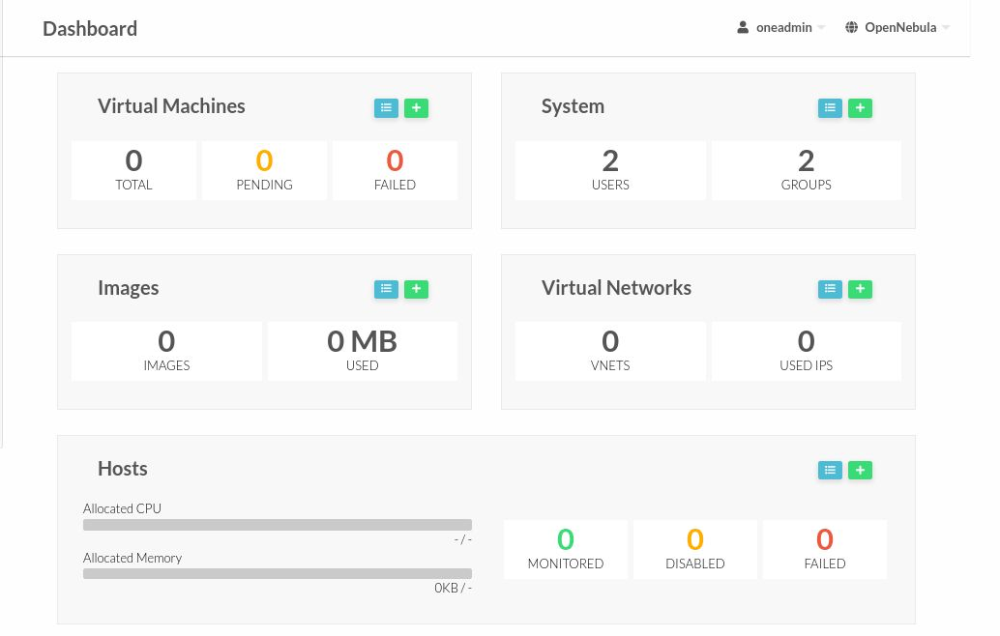 Dashboard
oneadmin
OpenNebula
Virtual Machines
0
TOTAL
0
PENDING
0
FAILED
System
2
USERS
2
GROUPS
Images
0
IMAGES
0 MB
USED
Virtual Networks
0
VNETS
0
USED IPS
Hosts
Allocated CPU
- / -
Allocated Memory
0KB / -
0
MONITORED
0
DISABLED
0
FAILED